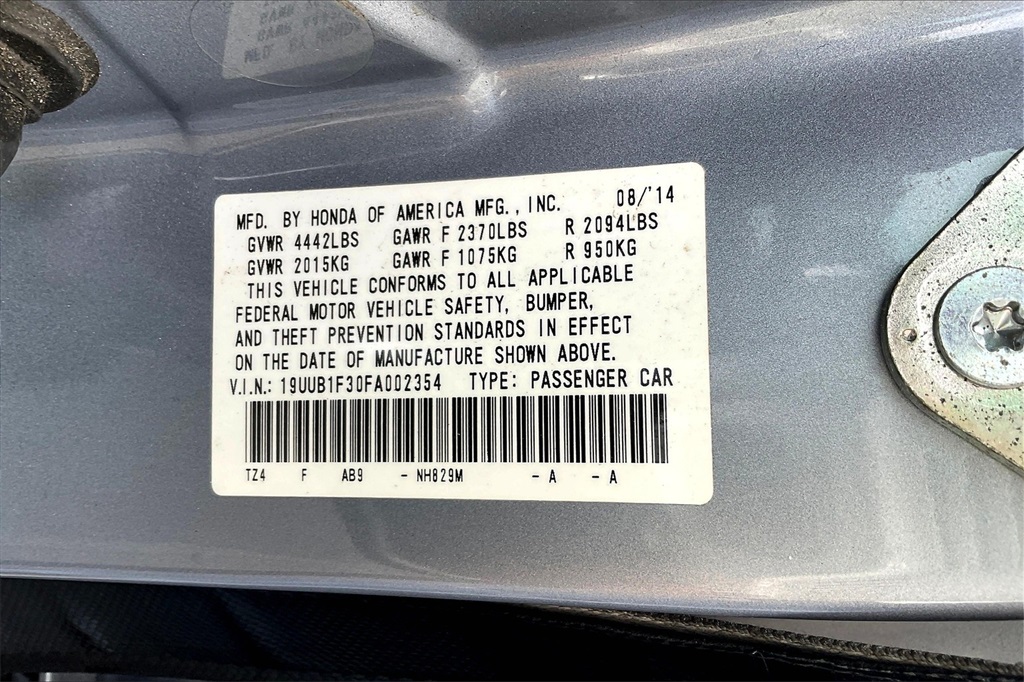 MFD. BY HONDA OF AMERICA MFG., INC. 08/'14
GVWR 4442LBS GAWR F 2370LBS R 2094LBS
GVWR 2015KG GAWR F 1075KG R 950KG
THIS VEHICLE CONFORMS TO ALL APPLICABLE
FEDERAL MOTOR VEHICLE SAFETY, BUMPER,
AND THEFT PREVENTION STANDARDS IN EFFECT
ON THE DATE OF MANUFACTURE SHOWN ABOVE.
V.I.N.: 19UUB1F30FA002354 TYPE: PASSENGER CAR
TZ4 F AB9 - NH829M - A - A